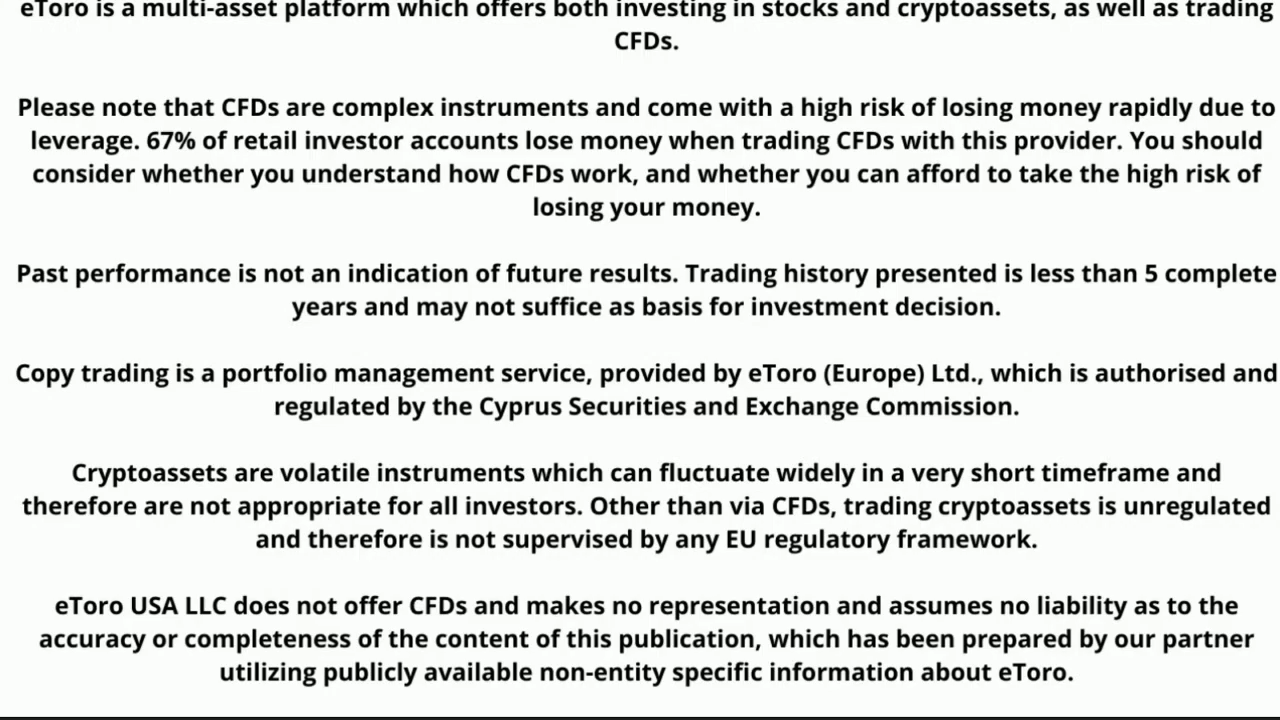 eToro is a multi-asset platform which offers both investing in stocks and cryptoassets, as well as trading
CFDs.
Please note that CFDs are complex instruments and come with a high risk of losing money rapidly due to
leverage. 67% of retail investor accounts lose money when trading CFDs with this provider. You should
consider whether you understand how CFDs work, and whether you can afford to take the high risk of
losing your money.
Past performance is not an indication of future results. Trading history presented is less than 5 complete
years and may not suffice as basis for investment decision.
Copy trading is a portfolio management service, provided by eToro (Europe) Ltd., which is authorised and
regulated by the Cyprus Securities and Exchange Commission.
Cryptoassets are volatile instruments which can fluctuate widely in a very short timeframe and
therefore are not appropriate for all investors. Other than via CFDs, trading cryptoassets is unregulated
and therefore is not supervised by any EU regulatory framework.
eToro USA LLC does not offer CFDs and makes no representation and assumes no liability as to the
accuracy or completeness of the content of this publication, which has been prepared by our partner
utilizing publicly available non-entity specific information about eToro.